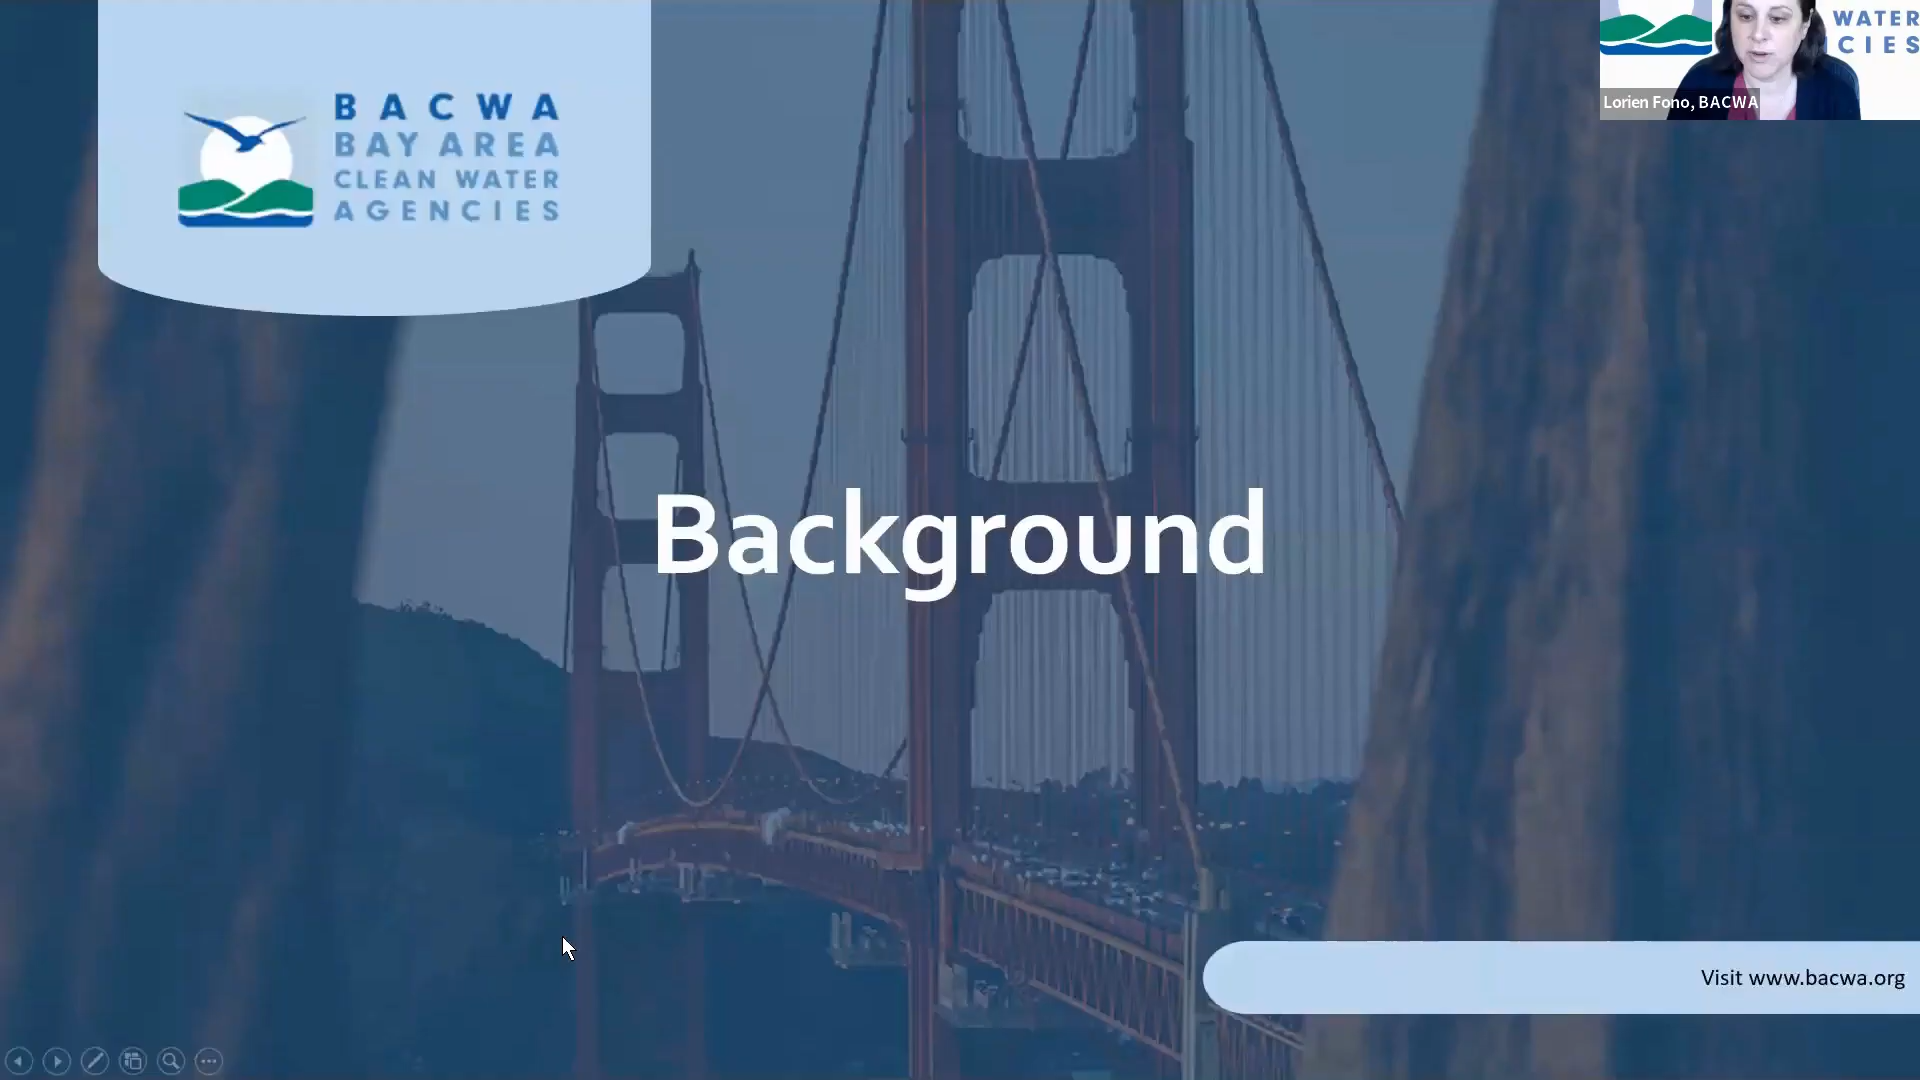 BACWA
BAY AREA
CLEAN WATER
AGENCIES
WATER
CIES
Lorien Fono, BACWA
Background
Visit www.bacwa.org